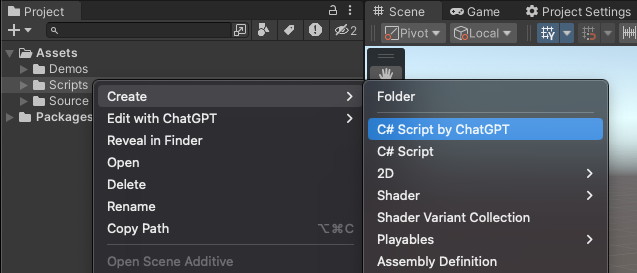 Project
Scene
Game
Project Settings
2
Pivot
Local
Assets
Demos
Scripts
Source
Packages
Create
Edit with ChatGPT
Reveal in Finder
Open
Delete
Rename
Copy Path ⌥⌘C
Open Scene Additive
Folder
C# Script by ChatGPT
C# Script
2D
Shader
Shader Variant Collection
Playables
Assembly Definition